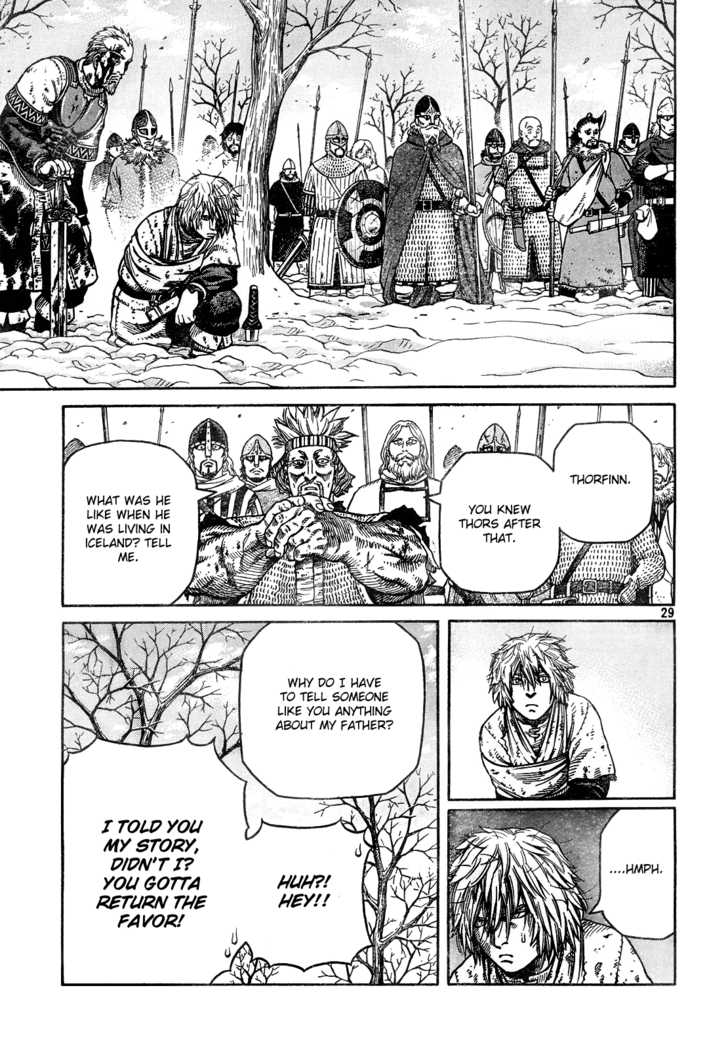 THORFINN.
YOU KNEW
THORS AFTER
THAT.
WHAT WAS HE
LIKE WHEN HE
WAS LIVING IN
ICELAND? TELL
ME.
29
....HMPH.
WHY DO I HAVE
TO TELL SOMEONE
LIKE YOU ANYTHING
ABOUT MY FATHER?
HUH?!
HEY!!
I TOLD YOU
MY STORY,
DIDN'T I?
YOU GOTTA
RETURN THE
FAVOR!